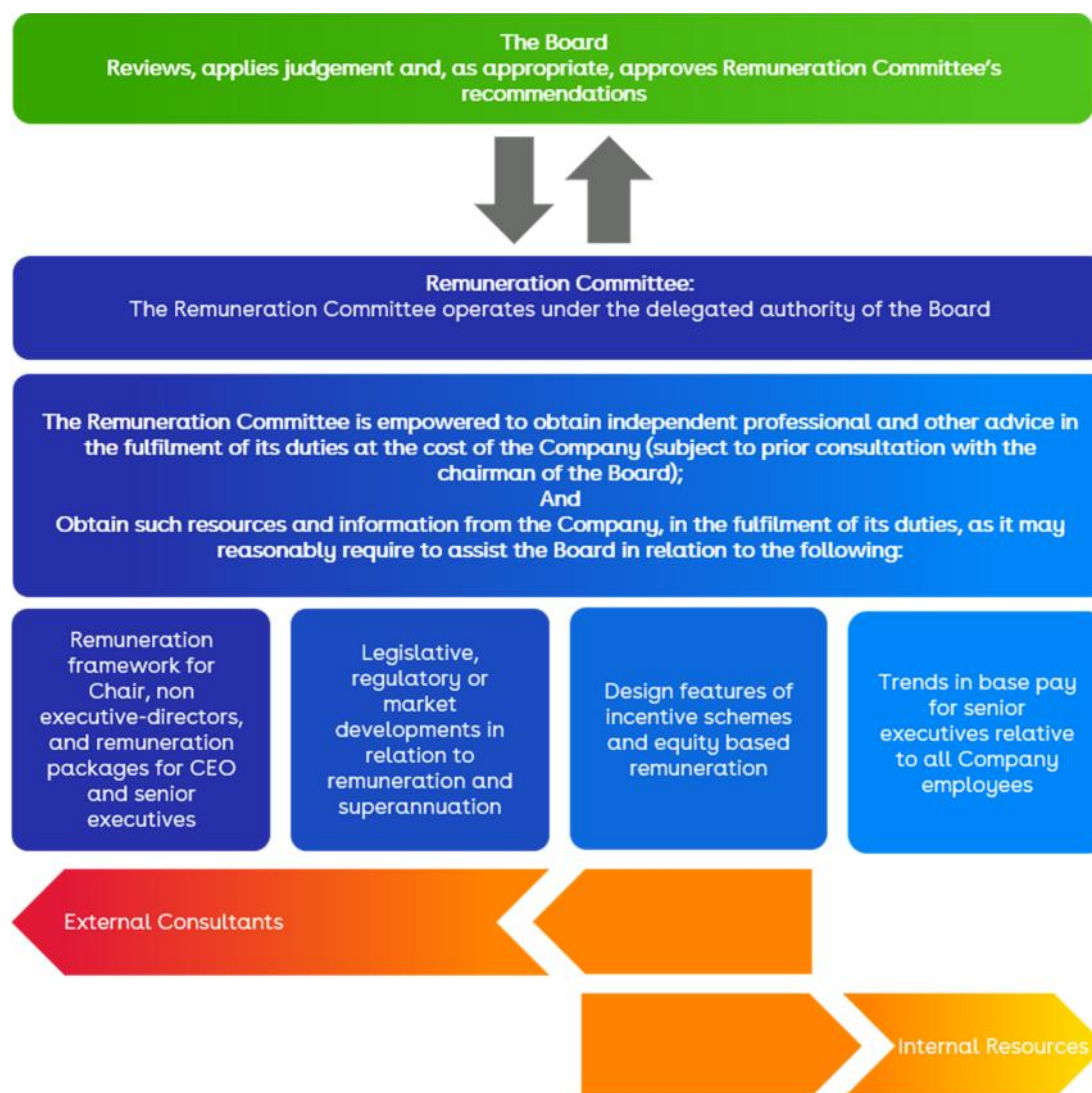 The Board
Reviews, applies judgement and, as appropriate, approves Remuneration Committee's
recommendations
Remuneration Committee:
The Remuneration Committee operates under the delegated authority of the Board
The Remuneration Committee is empowered to obtain independent professional and other advice in
the fulfilment of its duties at the cost of the Company (subject to prior consultation with the
chairman of the Board);
And
Obtain such resources and information from the Company, in the fulfilment of its duties, as it may
reasonably require to assist the Board in relation to the following:
Remuneration
framework for
Chair, non
executive-directors,
and remuneration
packages for CEO
and senior
executives
Legislative,
regulatory or
market
developments in
relation to
remuneration and
superannuation
Design features of
incentive schemes
and equity based
remuneration
Trends in base pay
for senior
executives relative
to all Company
employees
External Consultants
Internal Resources